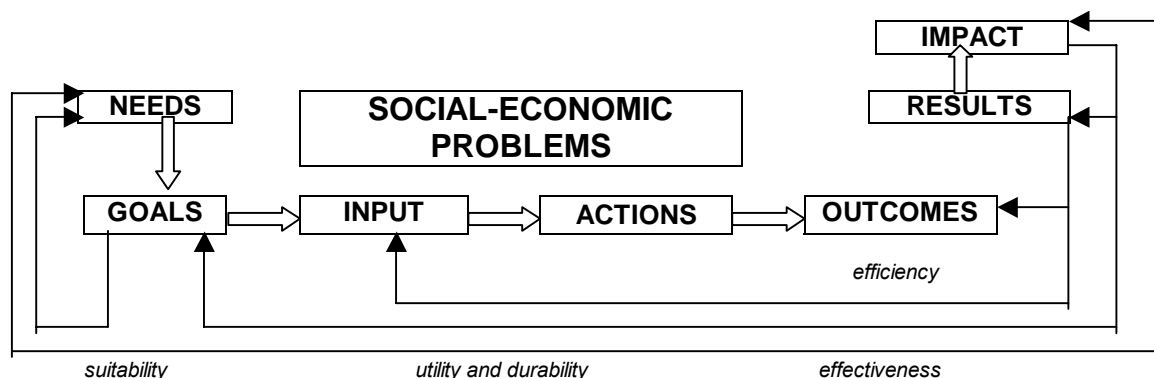 IMPACT
NEEDS
SOCIAL-ECONOMIC
PROBLEMS
RESULTS
GOALS
INPUT
ACTIONS
OUTCOMES
efficiency
suitability
utility and durability
effectiveness